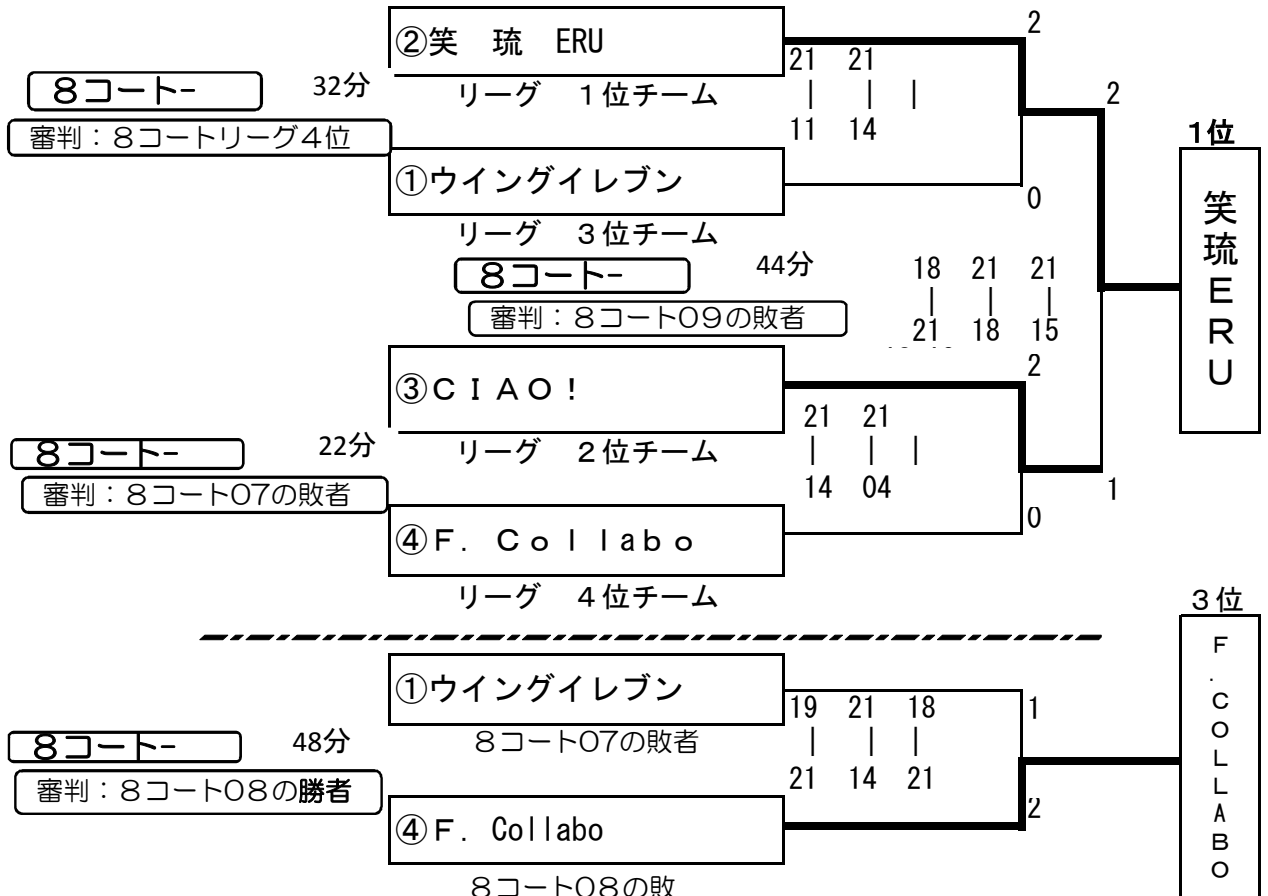 ②笑　琉　ERU
2
21 21
8コート-
32分
リーグ　1位チーム
| | |
2
審判：8コートリーグ4位
11 14
1位
①ウイングイレブン
0
笑琉ERU
リーグ　3位チーム
8コート-
44分
18 21 21
| | |
審判：8コート09の敗者
21 18 15
2
③ＣＩＡＯ！
21 21
8コート-
22分
リーグ　2位チーム
| | |
審判：8コート07の敗者
14 04
1
0
④Ｆ．Ｃｏｌｌａｂｏ
リーグ　4位チーム
3位
①ウイングイレブン
19 21 18
1
F.COLLABO
8コート-
48分
8コート07の敗者
| | |
審判：8コート08の勝者
21 14 21
2
④Ｆ. Collabo
8コート08の敗